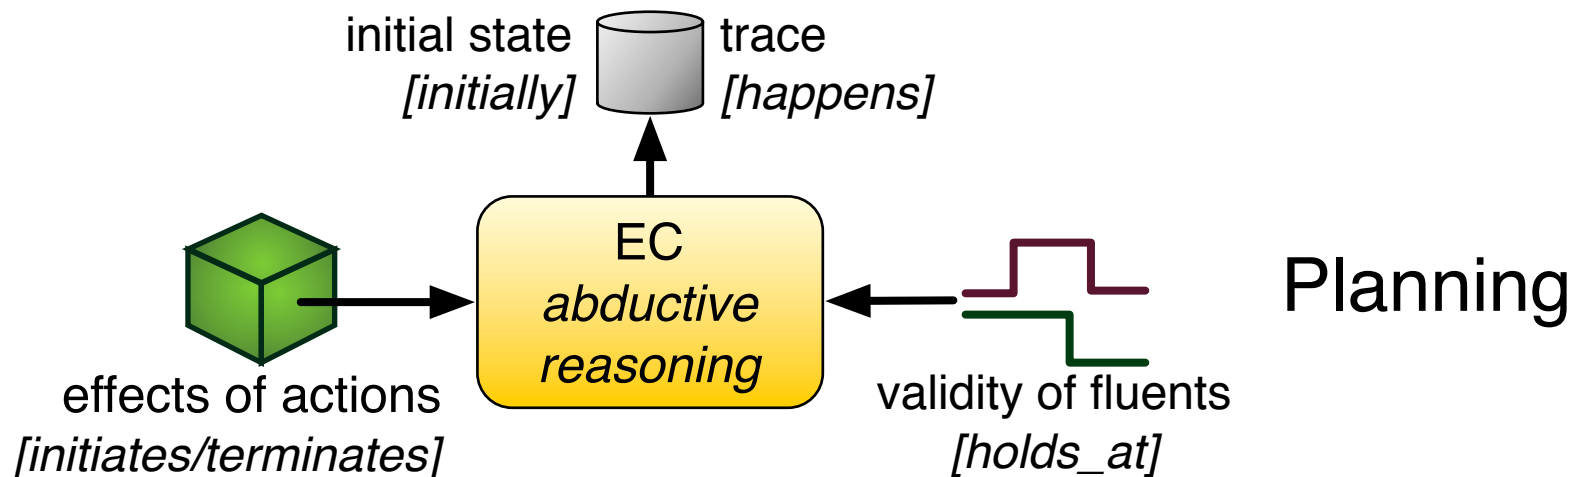 initial state
[initially]
trace
[happens]
EC
abductive
reasoning
effects of actions
[initiates/terminates]
validity of fluents
[holds_at]
Planning